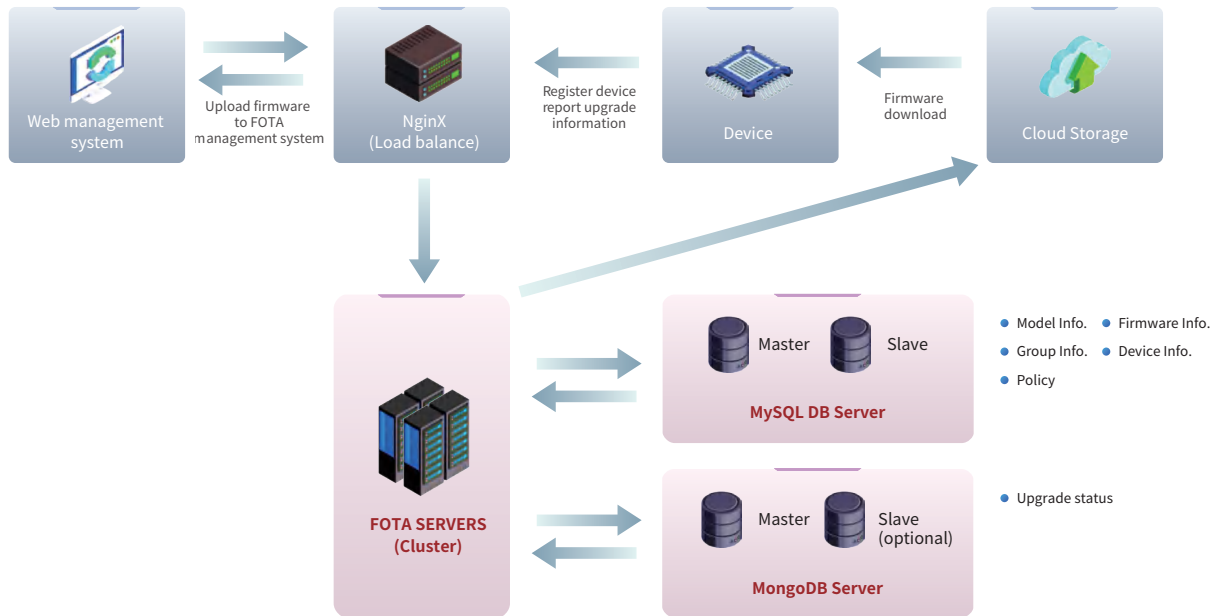 Web management
system
Upload firmware
to FOTA
management system
NginX
(Load balance)
Register device
report upgrade
information
Device
Firmware
download
Cloud Storage
FOTA SERVERS
(Cluster)
Master
Slave
MySQL DB Server
Model Info.
Firmware Info.
Group Info.
Device Info.
Policy
Master
Slave
(optional)
MongoDB Server
Upgrade status